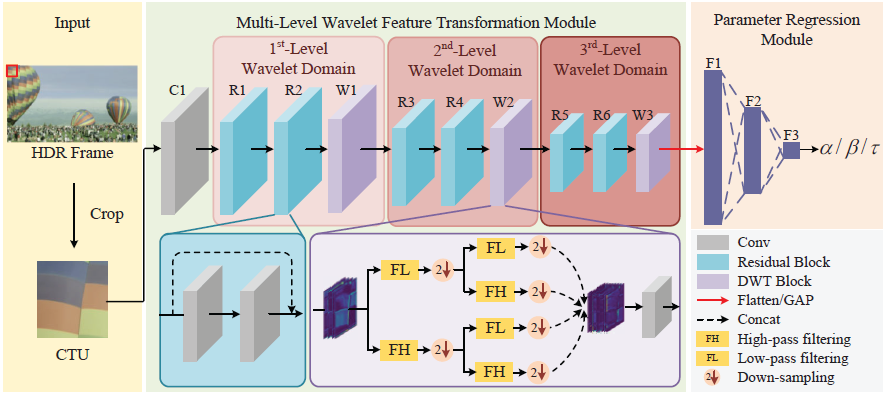 Input
HDR Frame
Crop
CTU
Multi-Level Wavelet Feature Transformation Module
1st-Level
Wavelet Domain
2nd-Level
Wavelet Domain
3rd-Level
Wavelet Domain
C1
R1
R2
W1
R3
R4
W2
R5
R6
W3
FL
2
FL
2
FH
2
FH
2
FL
2
FH
2
Parameter Regression
Module
F1
F2
F3
α/β/τ
Conv
Residual Block
DWT Block
Flatten/GAP
Concat
FH High-pass filtering
FL Low-pass filtering
2 Down-sampling